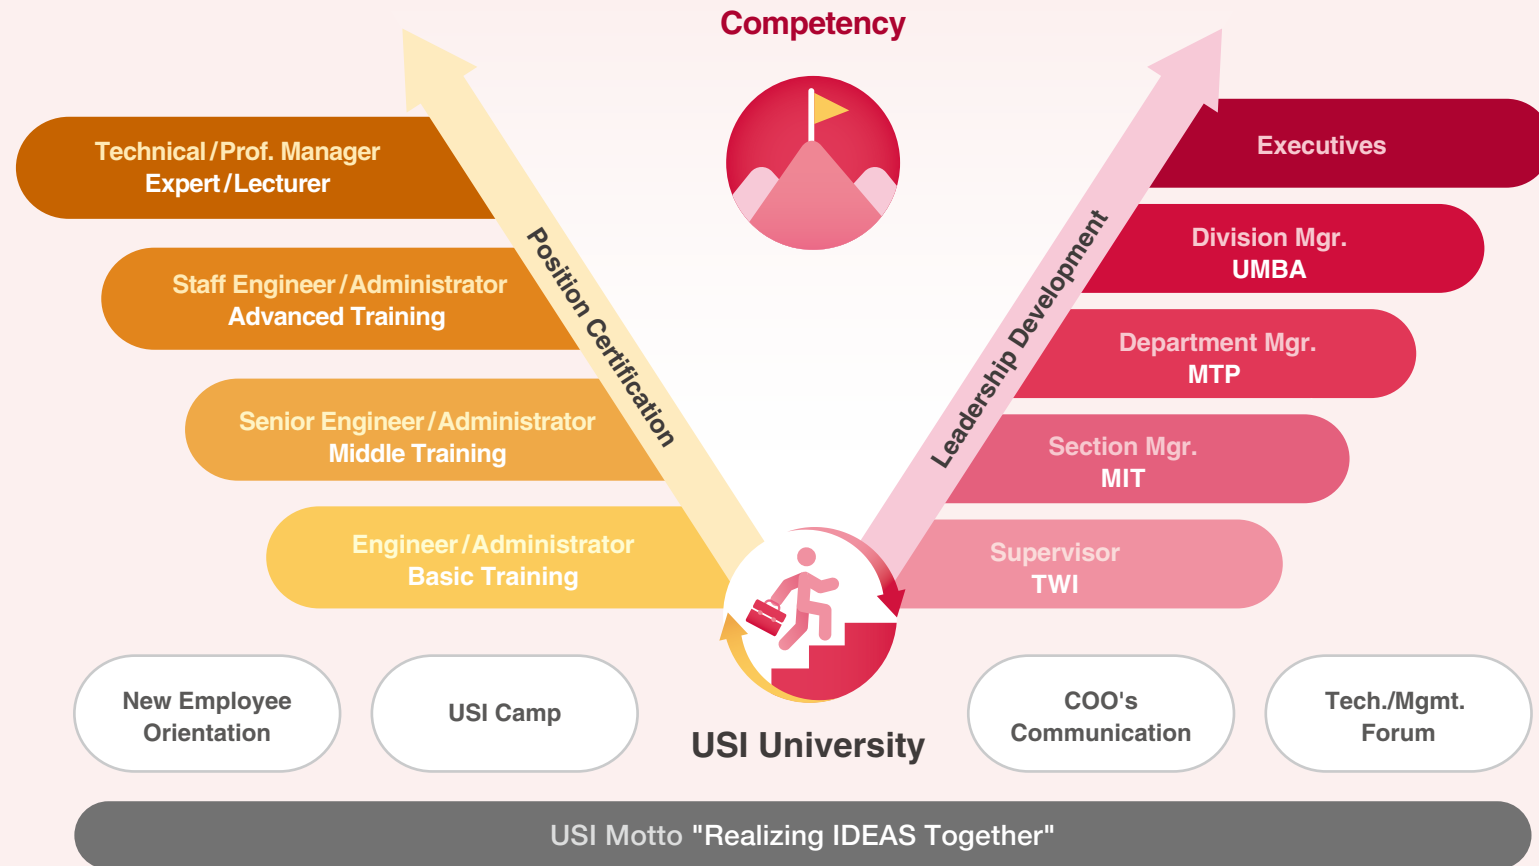 Competency
Technical/Prof. Manager
Expert/Lecturer
Staff Engineer/Administrator
Advanced Training
Senior Engineer/Administrator
Middle Training
Engineer/Administrator
Basic Training
Position Certification
Leadership Development
Executives
Division Mgr.
UMBA
Department Mgr.
MTP
Section Mgr.
MIT
Supervisor
TWI
New Employee
Orientation
USI Camp
USI University
COO's
Communication
Tech./Mgmt.
Forum
USI Motto "Realizing IDEAS Together"